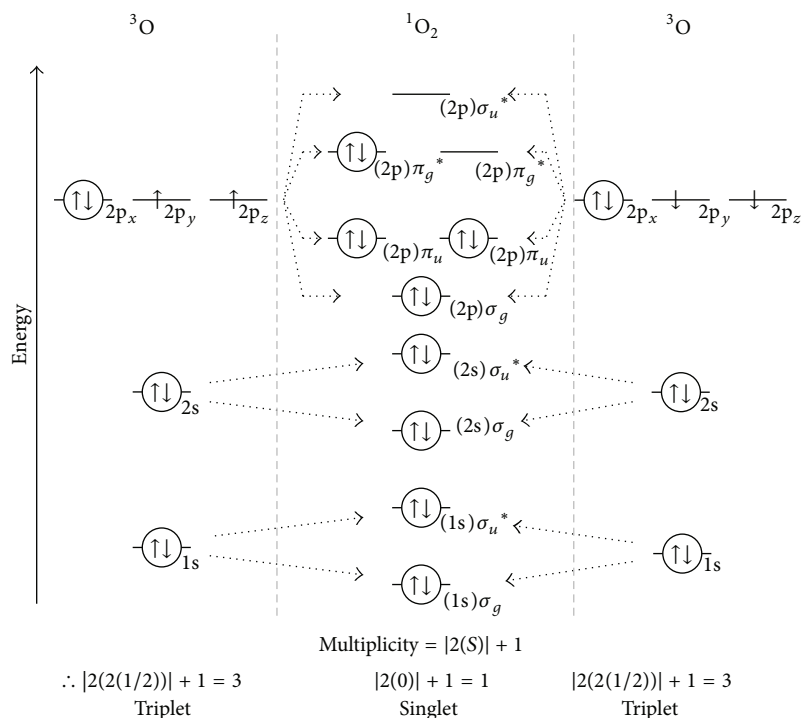 ³O ¹O₂ ³O
(2p)σᵤ*
↑↓ (2p)π_g* (2p)π_g*
↑↓ 2pₓ ↑ 2p_y ↑ 2p_z ↑↓ 2pₓ ↓ 2p_y ↓ 2p_z
↑↓ (2p)πᵤ ↑↓ (2p)πᵤ
↑↓ (2p)σ_g
Energy
↑↓ (2s)σᵤ*
↑↓ 2s ↑↓ 2s
↑↓ (2s)σ_g
↑↓ (1s)σᵤ*
↑↓ 1s ↑↓ 1s
↑↓ (1s)σ_g
Multiplicity = |2(S)| + 1
∴ |2(2(1/2))| + 1 = 3 |2(0)| + 1 = 1 |2(2(1/2))| + 1 = 3
Triplet Singlet Triplet